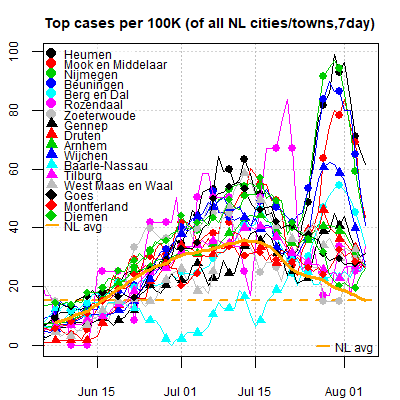 Top cases per 100K (of all NL cities/towns,7day)
100
80
60
40
20
0
Heumen
Mook en Middelaar
Nijmegen
Beuningen
Berg en Dal
Rozendaal
Zoeterwoude
Gennep
Druten
Arnhem
Wijchen
Baarle-Nassau
Tilburg
West Maas en Waal
Goes
Montferland
Diemen
NL avg
NL avg
Jun 15
Jul 01
Jul 15
Aug 01